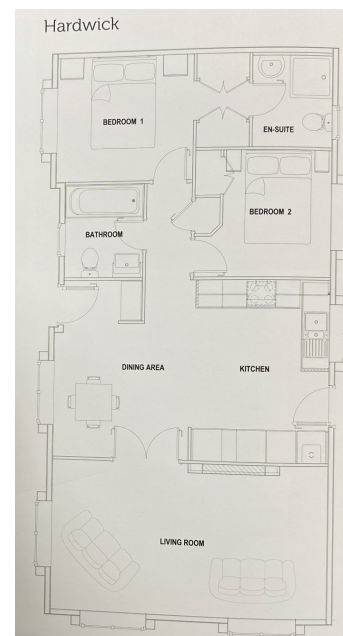 Hardwick
BEDROOM 1
EN-SUITE
BEDROOM 2
BATHROOM
DINING AREA
KITCHEN
LIVING ROOM